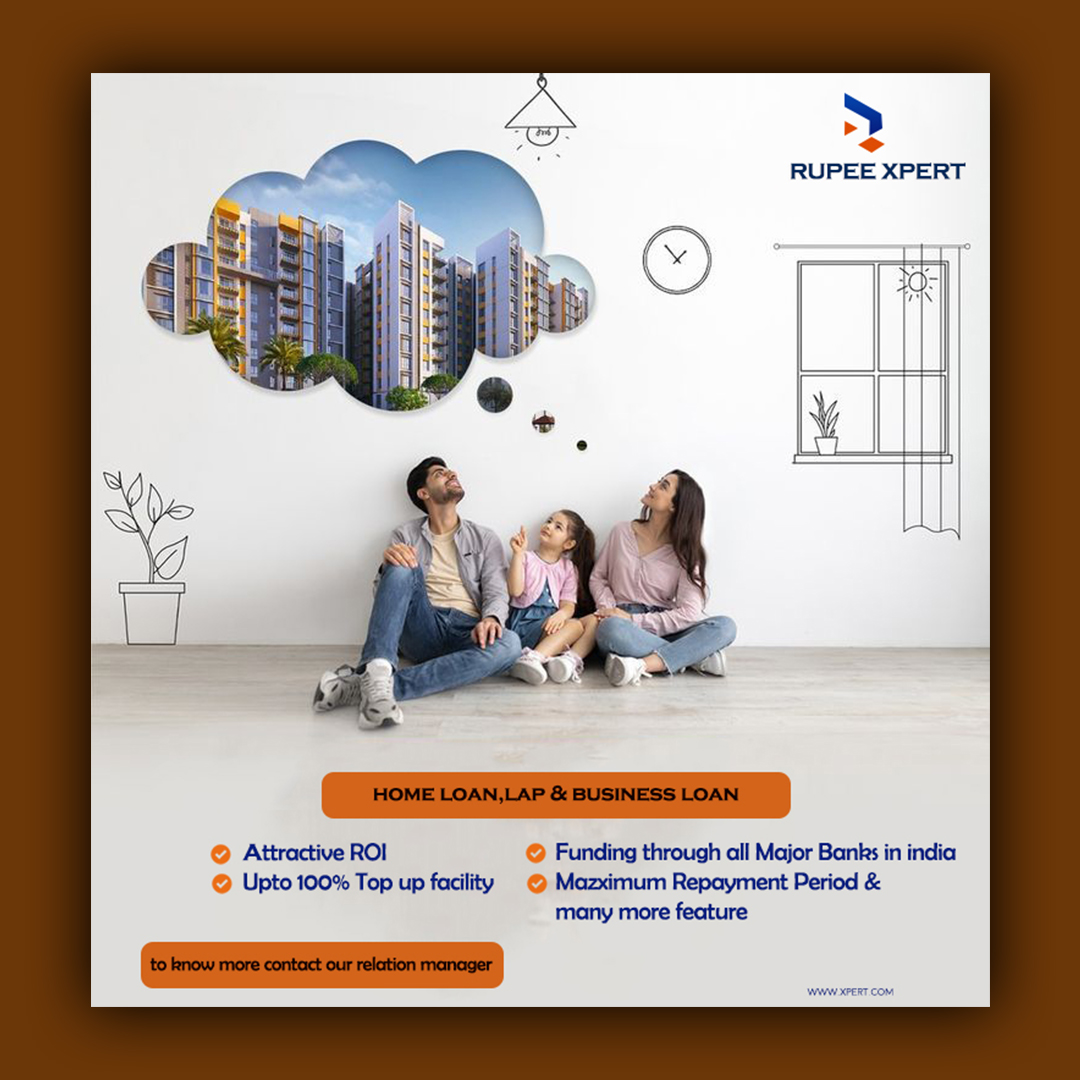 RUPEE XPERT
HOME LOAN,LAP & BUSINESS LOAN
Attractive ROI
Upto 100% Top up facility
Funding through all Major Banks in india
Mazximum Repayment Period &
many more feature
to know more contact our relation manager
WWW.XPERT COM